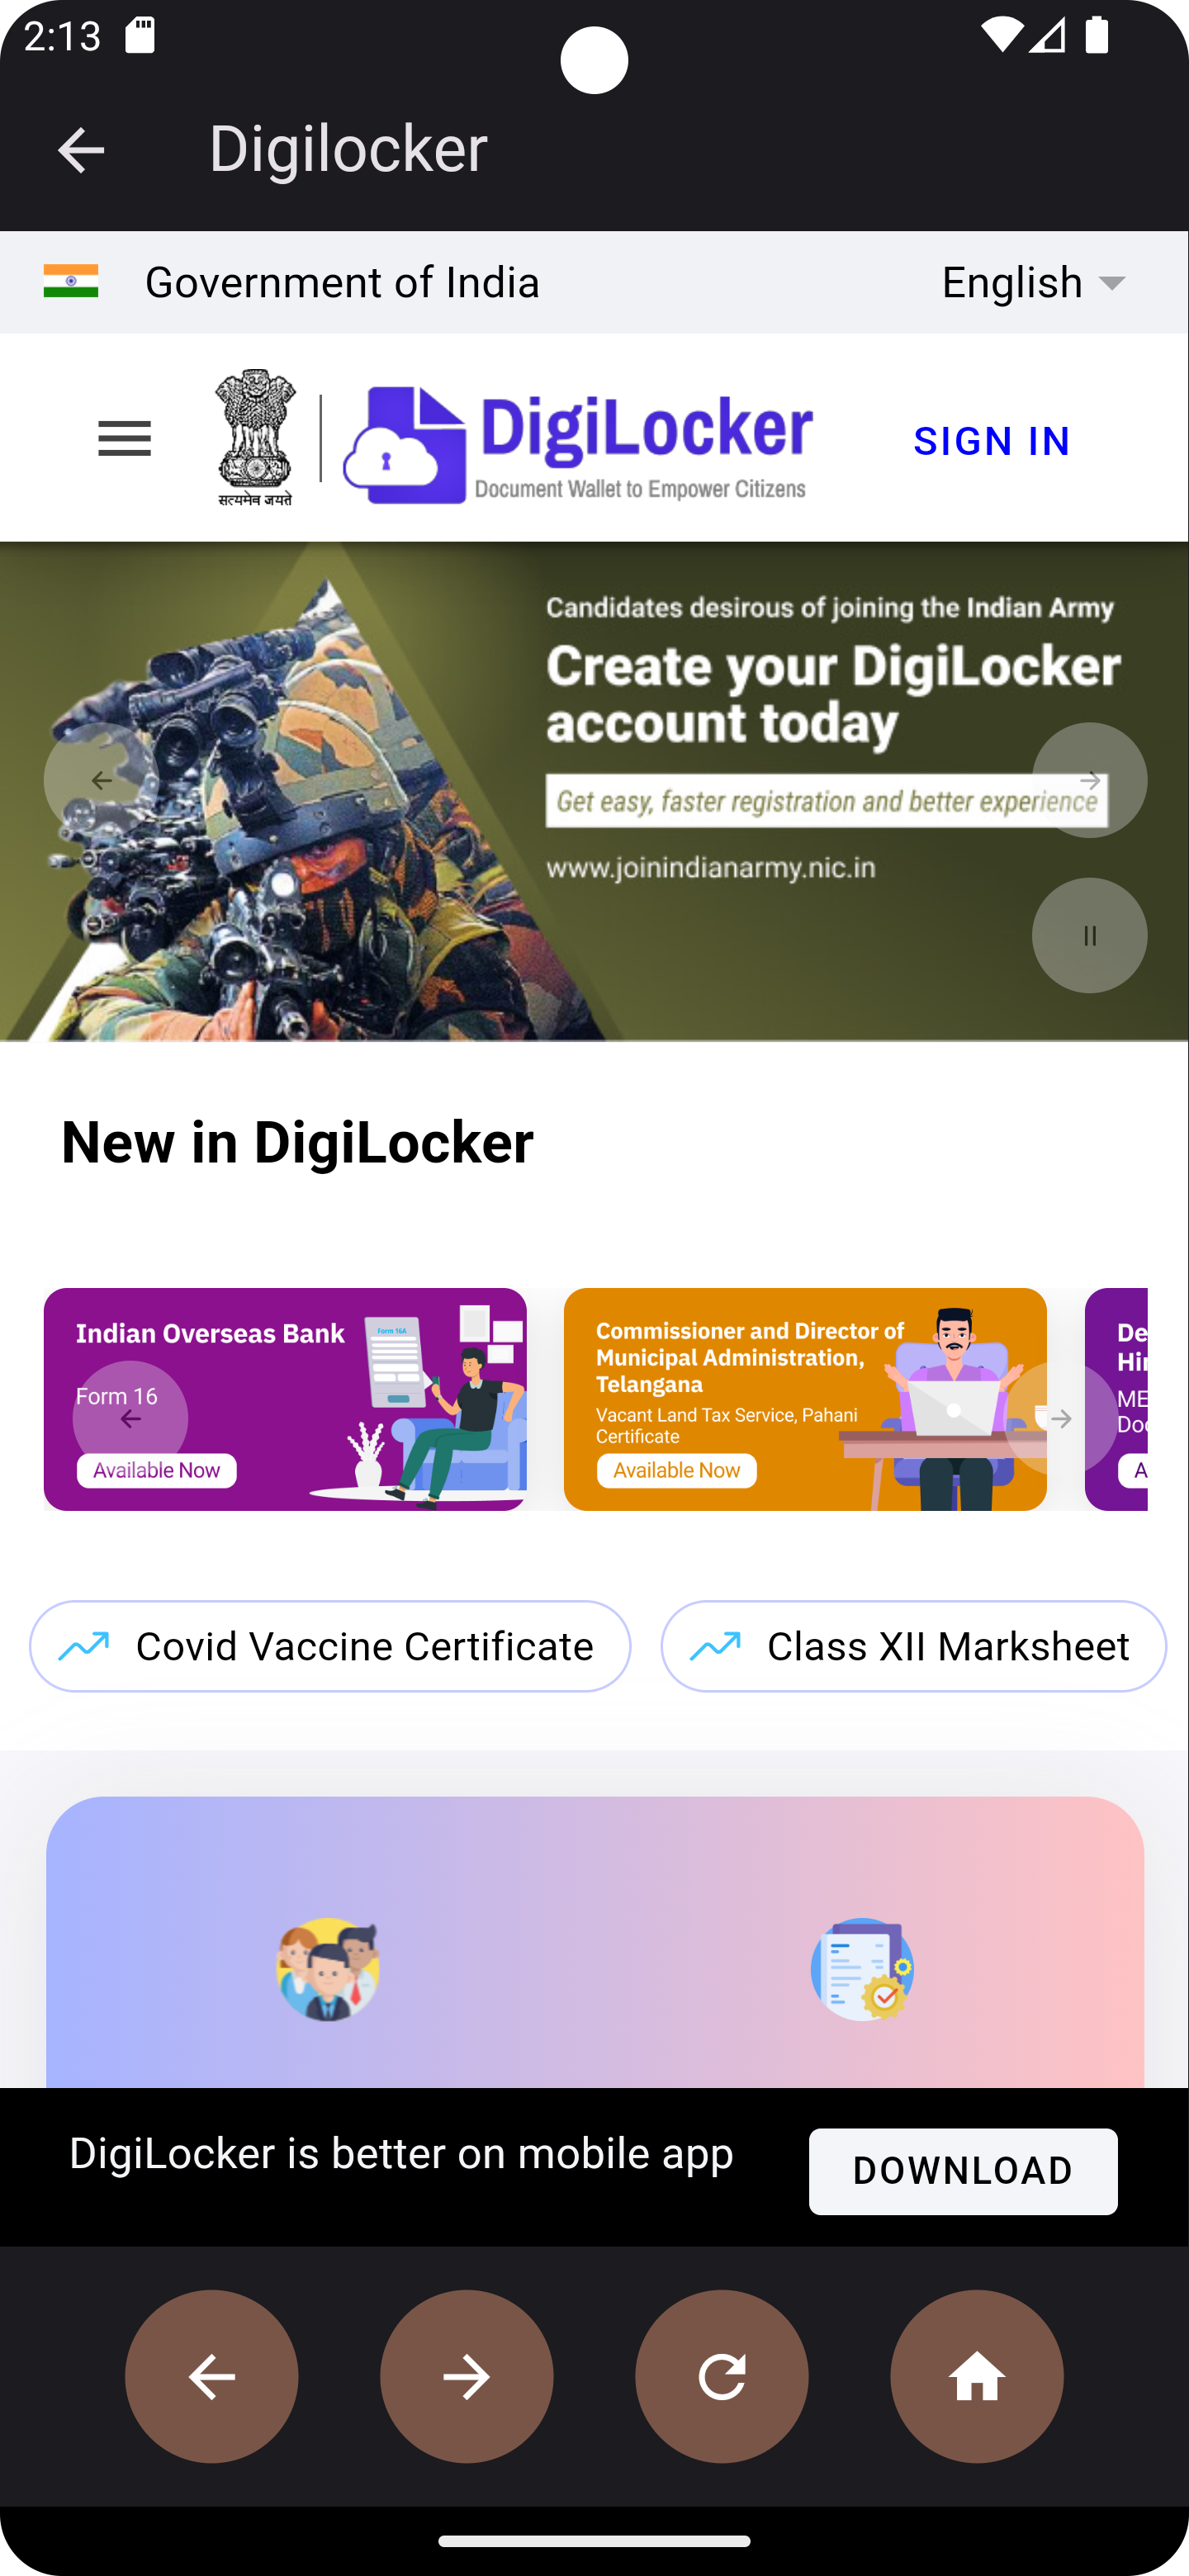 2:13
Digilocker
Government of India
English
सत्यमेव जयते
DigiLocker
Document Wallet to Empower Citizens
SIGN IN
Candidates desirous of joining the Indian Army
Create your DigiLocker
account today
Get easy, faster registration and better experience
www.joinindianarmy.nic.in
New in DigiLocker
Indian Overseas Bank
Form 16
Available Now
Form 16A
Commissioner and Director of
Municipal Administration,
Telangana
Vacant Land Tax Service, Pahani
Certificate
Available Now
De
Hi
ME
Do
A
Covid Vaccine Certificate
Class XII Marksheet
DigiLocker is better on mobile app
DOWNLOAD